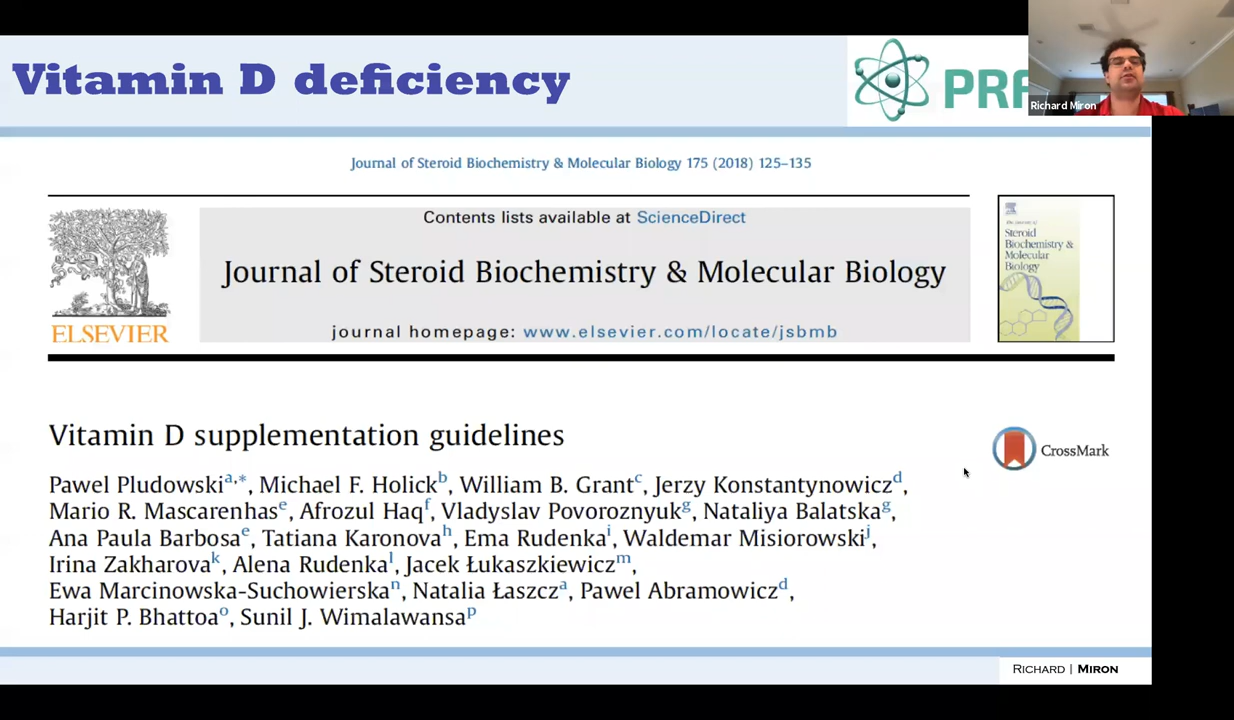 Vitamin D deficiency
PRF
Richard Miron
Journal of Steroid Biochemistry & Molecular Biology 175 (2018) 125–135
Contents lists available at ScienceDirect
Journal of Steroid Biochemistry & Molecular Biology
journal homepage: www.elsevier.com/locate/jsbmb
ELSEVIER
Steroid
Biochemistry &
Molecular
Biology
Vitamin D supplementation guidelines
CrossMark
Pawel Pludowskia,*, Michael F. Holickb, William B. Grantc, Jerzy Konstantynowiczd,
Mario R. Mascarenhase, Afrozul Haqf, Vladyslav Povoroznyukg, Nataliya Balatskag,
Ana Paula Barbosae, Tatiana Karonovah, Ema Rudenkai, Waldemar Misiorowskij,
Irina Zakharovak, Alena Rudenkal, Jacek Łukaszkiewiczm,
Ewa Marcinowska-Suchowierskan, Natalia Łaszcza, Pawel Abramowiczd,
Harjit P. Bhattoao, Sunil J. Wimalawansap
RICHARD | MIRON